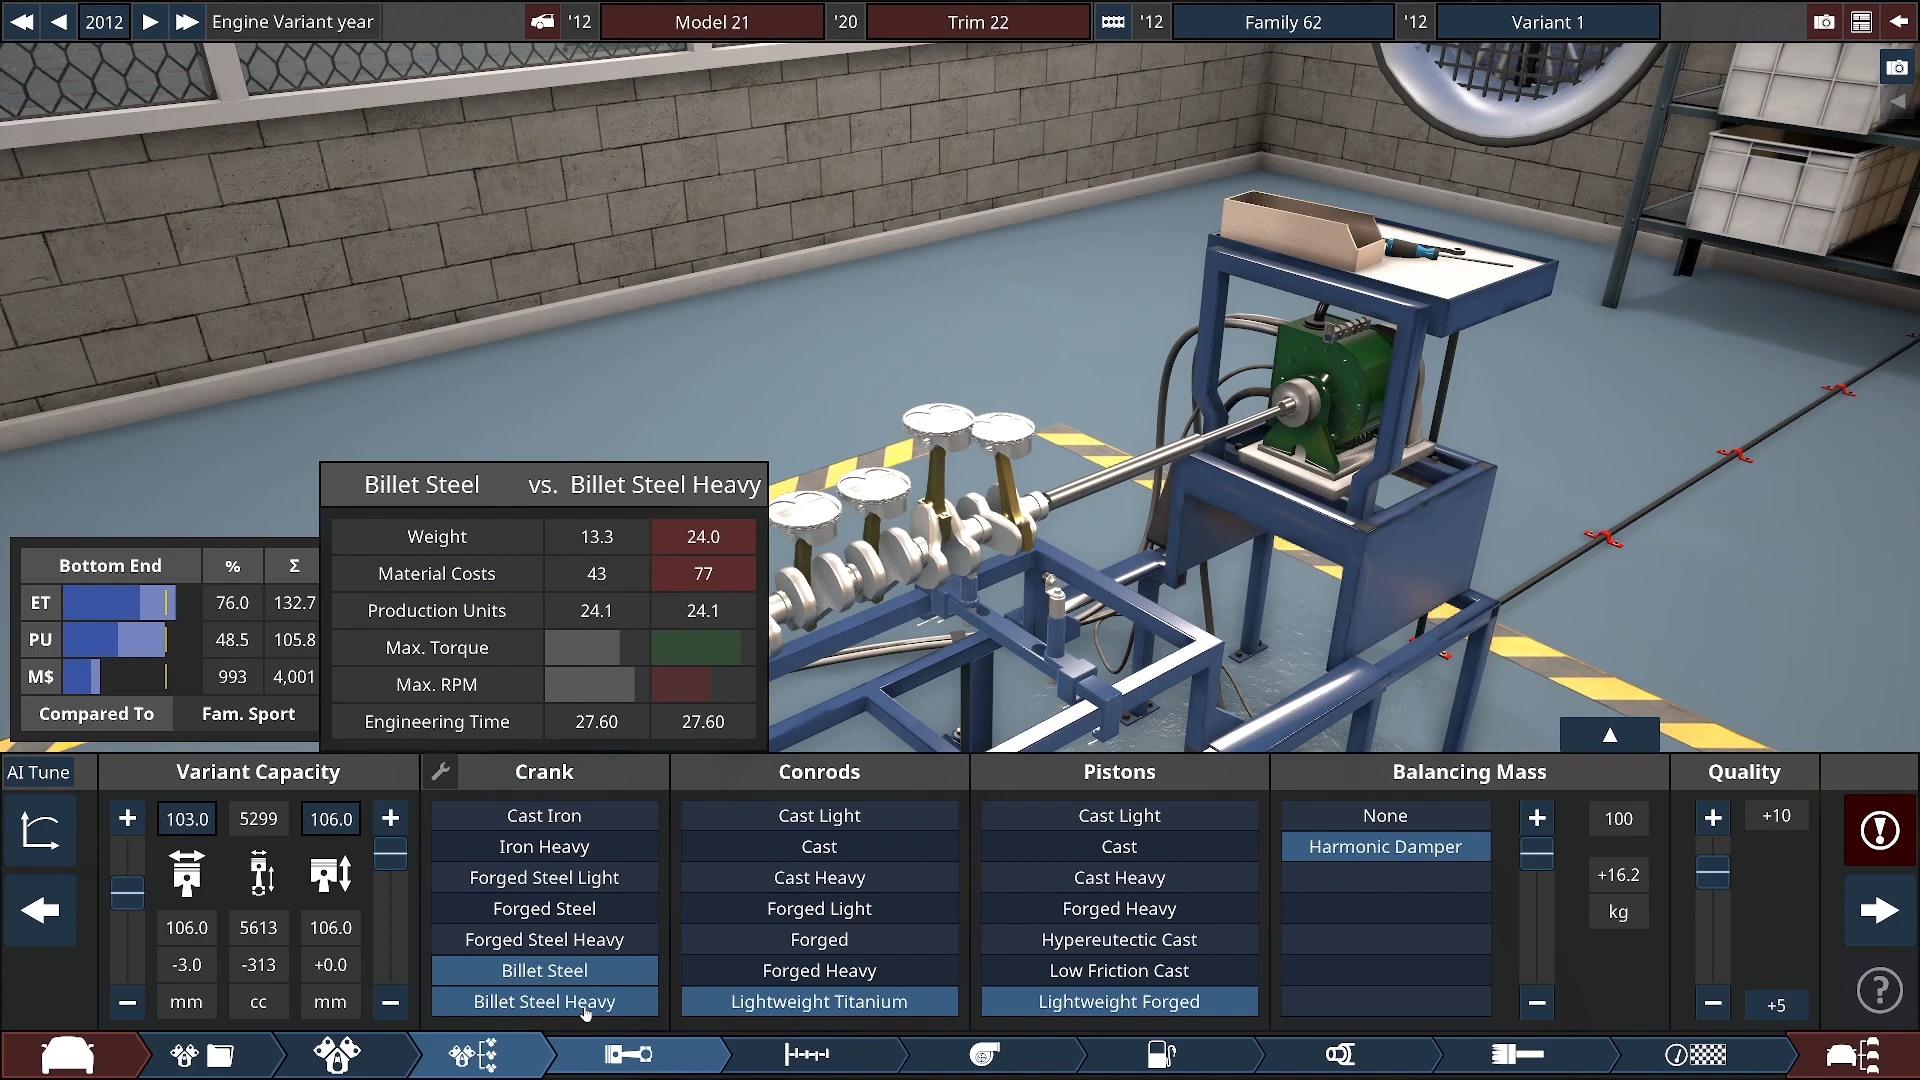 2012 Engine Variant year '12 Model 21 '20 Trim 22 '12 Family 62 '12 Variant 1
Billet Steel vs. Billet Steel Heavy
Weight 13.3 24.0
Material Costs 43 77
Production Units 24.1 24.1
Max. Torque
Max. RPM
Engineering Time 27.60 27.60
Bottom End % Σ
ET 76.0 132.7
PU 48.5 105.8
M$ 993 4,001
Compared To Fam. Sport
AI Tune
Variant Capacity
103.0 5299 106.0
106.0 5613 106.0
-3.0 -313 +0.0
mm cc mm
Crank
Cast Iron
Iron Heavy
Forged Steel Light
Forged Steel
Forged Steel Heavy
Billet Steel
Billet Steel Heavy
Conrods
Cast Light
Cast
Cast Heavy
Forged Light
Forged
Forged Heavy
Lightweight Titanium
Pistons
Cast Light
Cast
Cast Heavy
Forged Heavy
Hypereutectic Cast
Low Friction Cast
Lightweight Forged
Balancing Mass
None
Harmonic Damper
100
+16.2
kg
Quality
+10
+5